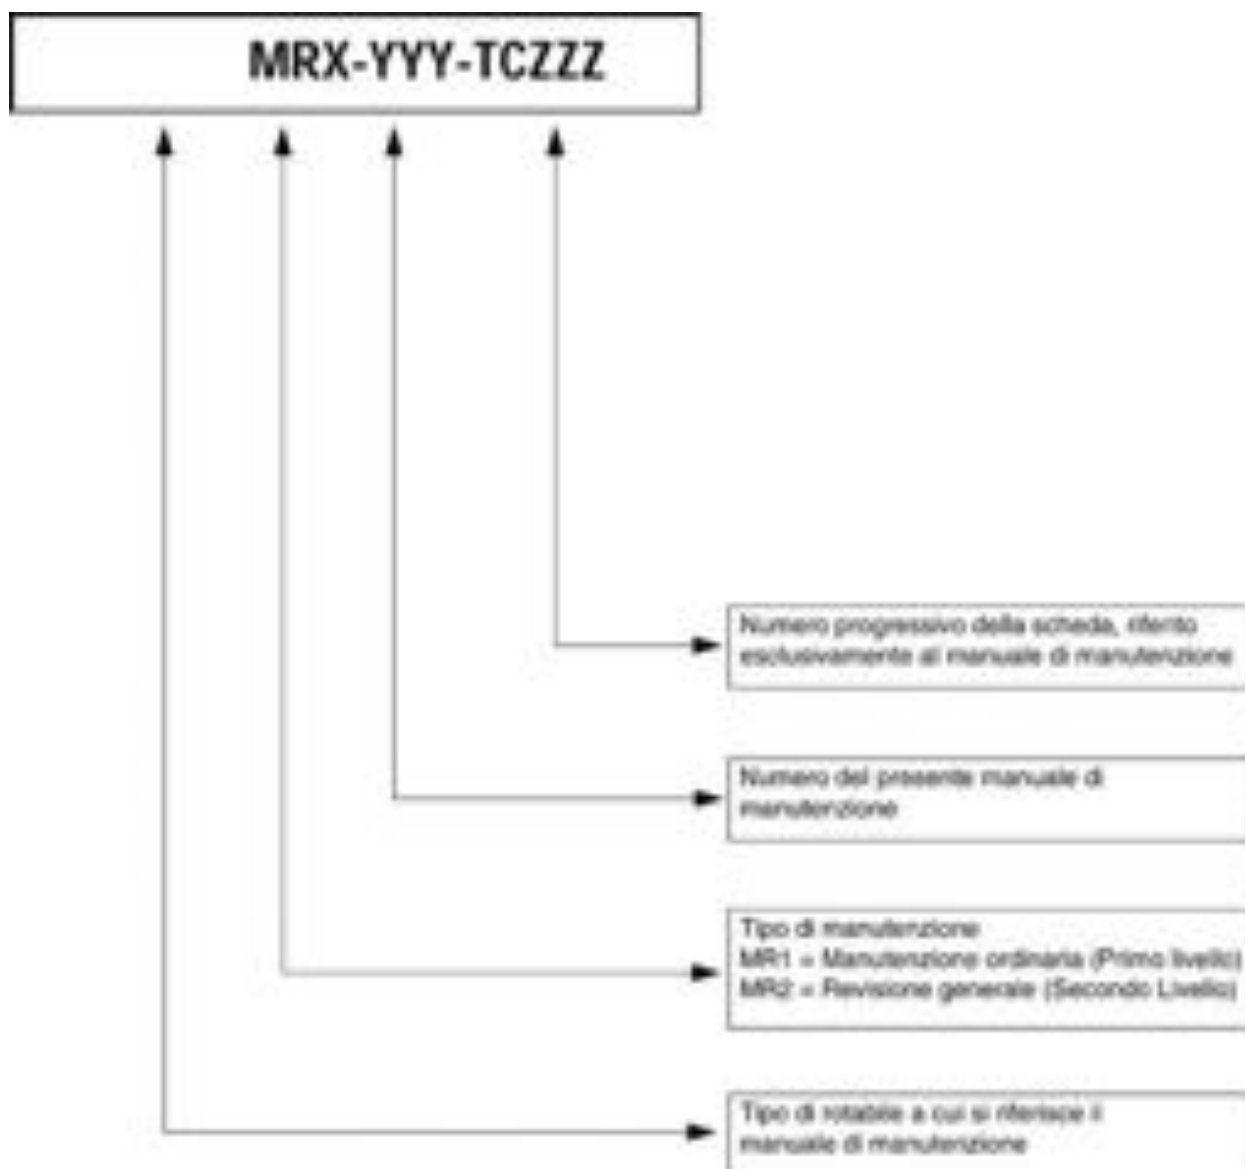 MRX-YYY-TCZZZ
Numero progressivo della scheda, riferito
esclusivamente al manuale di manutenzione
Numero del presente manuale di
manutenzione
Tipo di manutenzione
MR1 = Manutenzione ordinaria (Primo livello)
MR2 = Revisione generale (Secondo Livello)
Tipo di rotabile a cui si riferisce il
manuale di manutenzione